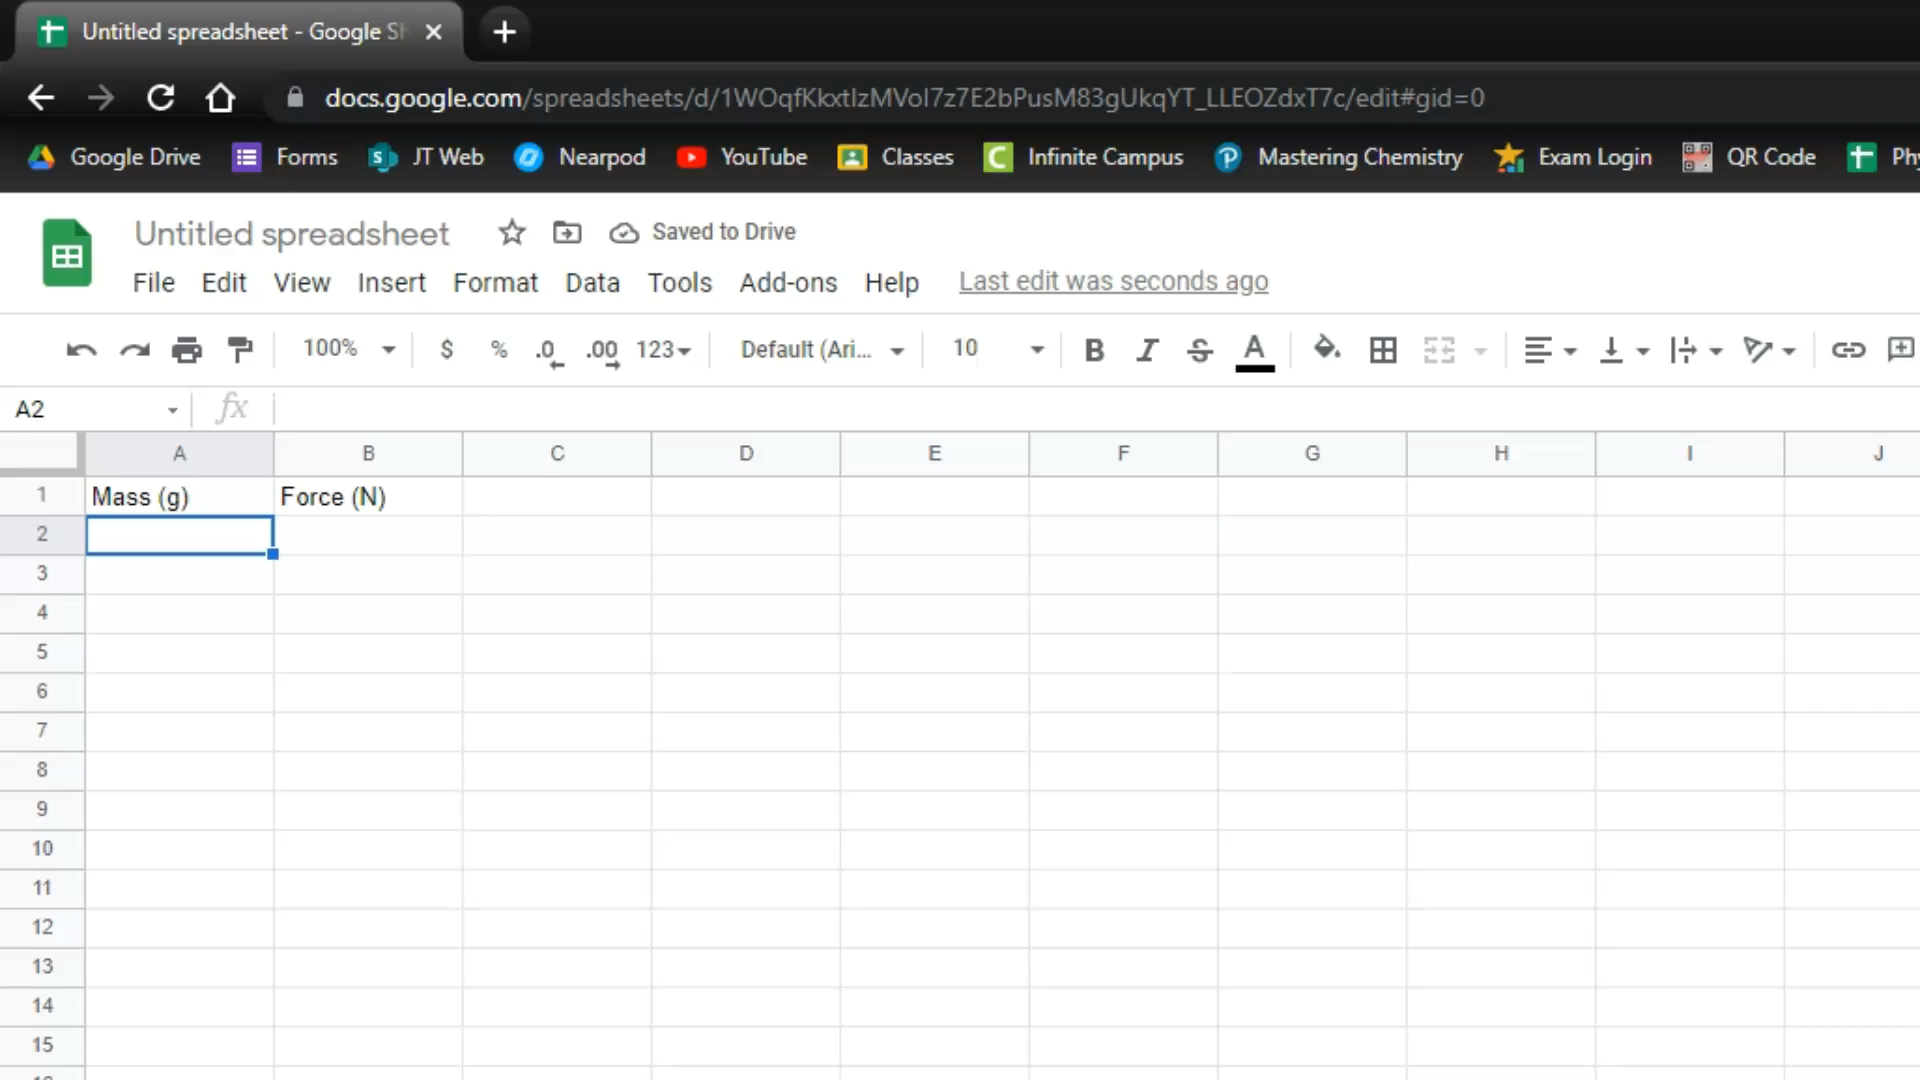 Untitled spreadsheet - Google Sh
docs.google.com/spreadsheets/d/1WOqfKkxtlzMVoI7z7E2bPusM83gUkqYT_LLEOZdxT7c/edit#gid=0
Google Drive Forms JT Web Nearpod YouTube Classes Infinite Campus Mastering Chemistry Exam Login QR Code Phy
Untitled spreadsheet Saved to Drive
File Edit View Insert Format Data Tools Add-ons Help Last edit was seconds ago
100% $ % .0 .00 123 Default (Ari... 10 B I S A
A2 fx
A B C D E F G H I J
1 Mass (g) Force (N)
2
3
4
5
6
7
8
9
10
11
12
13
14
15